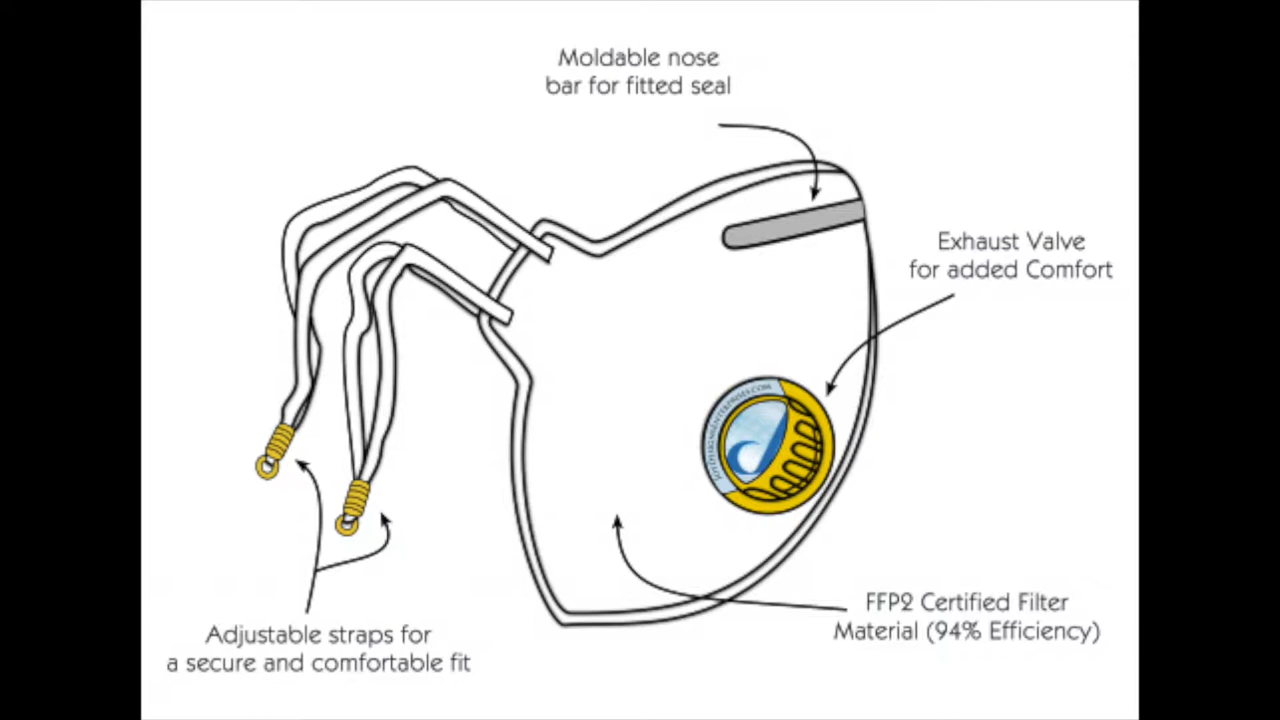 Moldable nose
bar for fitted seal
Exhaust Valve
for added Comfort
FFP2 Certified Filter
Material (94% Efficiency)
Adjustable straps for
a secure and comfortable fit